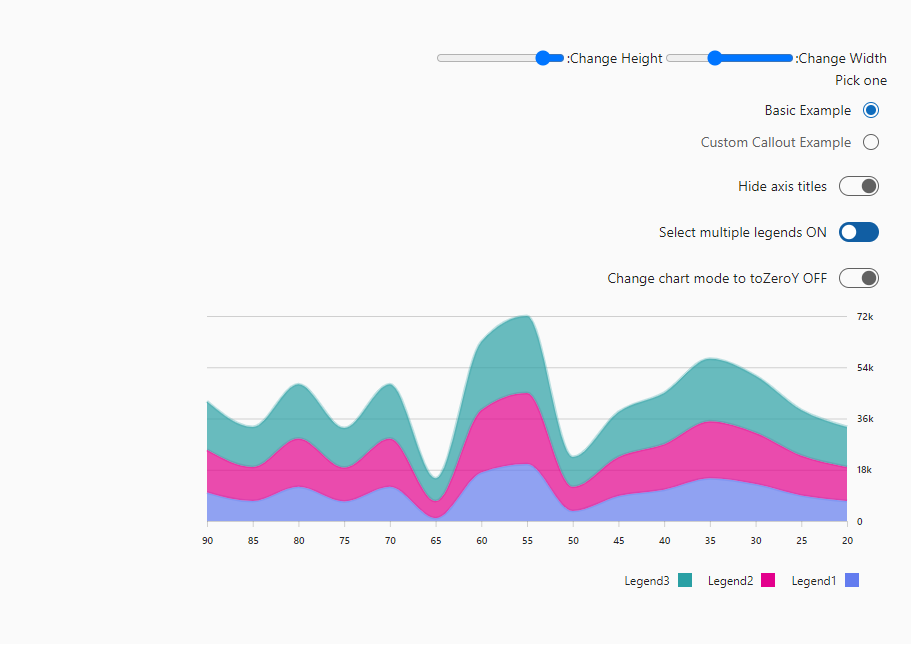 :Change Height :Change Width
Pick one
Basic Example
Custom Callout Example
Hide axis titles
Select multiple legends ON
Change chart mode to toZeroY OFF
72k
54k
36k
18k
0
90 85 80 75 70 65 60 55 50 45 40 35 30 25 20
Legend3 Legend2 Legend1